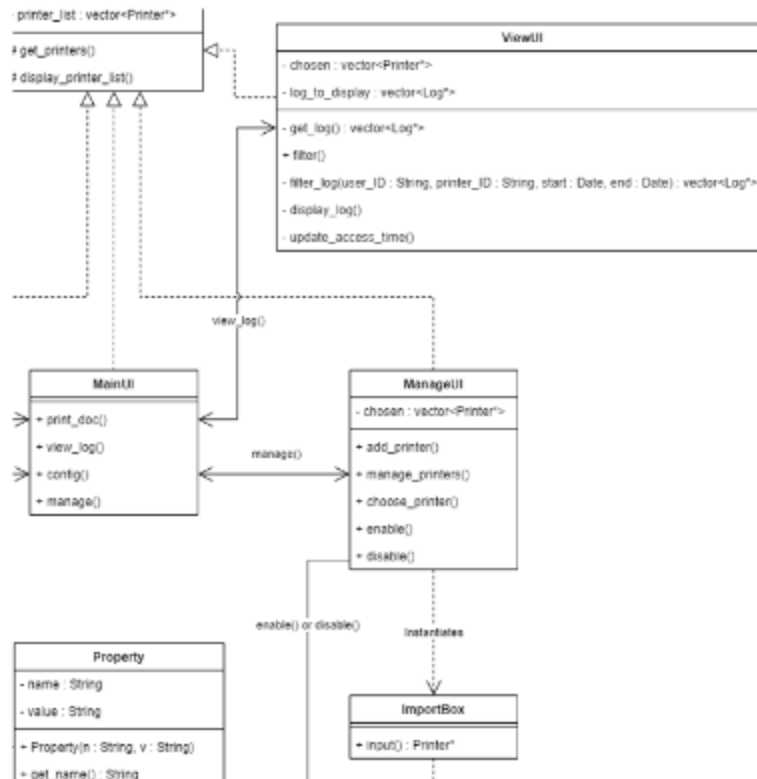 - printer_list : vector<Printer*>
# get_printers()
# display_printer_list()
ViewUI
- chosen : vector<Printer*>
- log_to_display : vector<Log*>
- get_log() : vector<Log*>
+ filter()
- filter_log(user_ID : String, printer_ID : String, start : Date, end : Date) : vector<Log*>
- display_log()
- update_access_time()
view_log()
MainUI
+ print_doc()
+ view_log()
+ config()
+ manage()
manage()
ManageUI
- chosen : vector<Printer*>
+ add_printer()
+ manage_printers()
+ choose_printer()
+ enable()
+ disable()
enable() or disable()
Instantiates
Property
- name : String
- value : String
+ Property(n : String, v : String)
+ get_name() : String
ImportBox
+ input() : Printer*